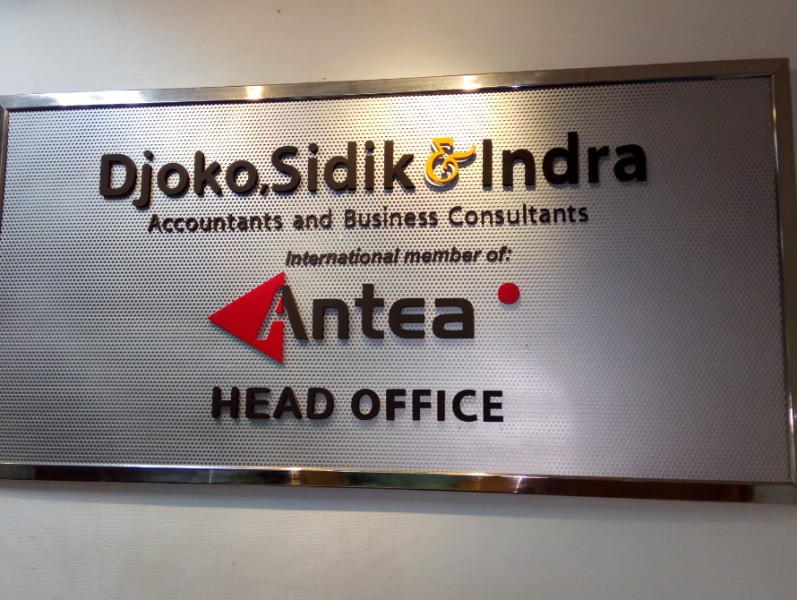 Djoko, Sidik & Indra
Accountants and Business Consultants
International member of:
Antea
HEAD OFFICE